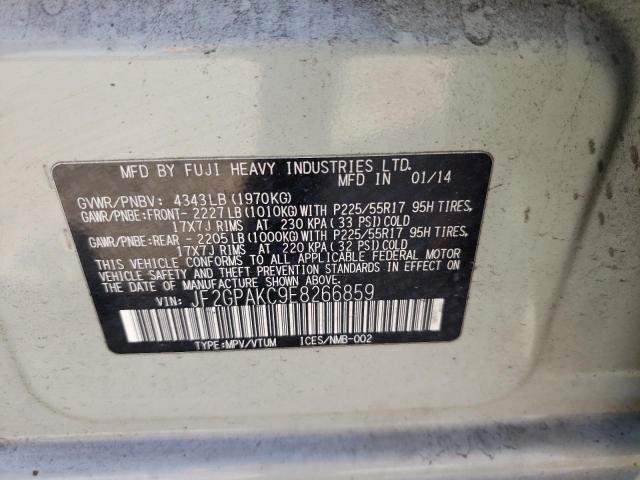 MFD BY FUJI HEAVY INDUSTRIES LTD.
MFD IN 01/14
GVWR/PNBV: 4343LB (1970KG)
GAWR/PNBE:FRONT- 2227LB (1010KG) WITH P225/55R17 95H TIRES,
17X7J RIMS AT 230 KPA (33 PSI) COLD
GAWR/PNBE:REAR - 2205LB (1000KG) WITH P225/55R17 95H TIRES,
17X7J RIMS AT 220 KPA (32 PSI) COLD
THIS VEHICLE CONFORMS TO ALL APPLICABLE FEDERAL MOTOR
VEHICLE SAFETY AND THEFT PREVENTION STANDARDS IN EFFECT ON
THE DATE OF MANUFACTURE SHOWN ABOVE.
VIN: JF2GPAKC9E8266859
TYPE:MPV/VTUM ICES/NMB-002